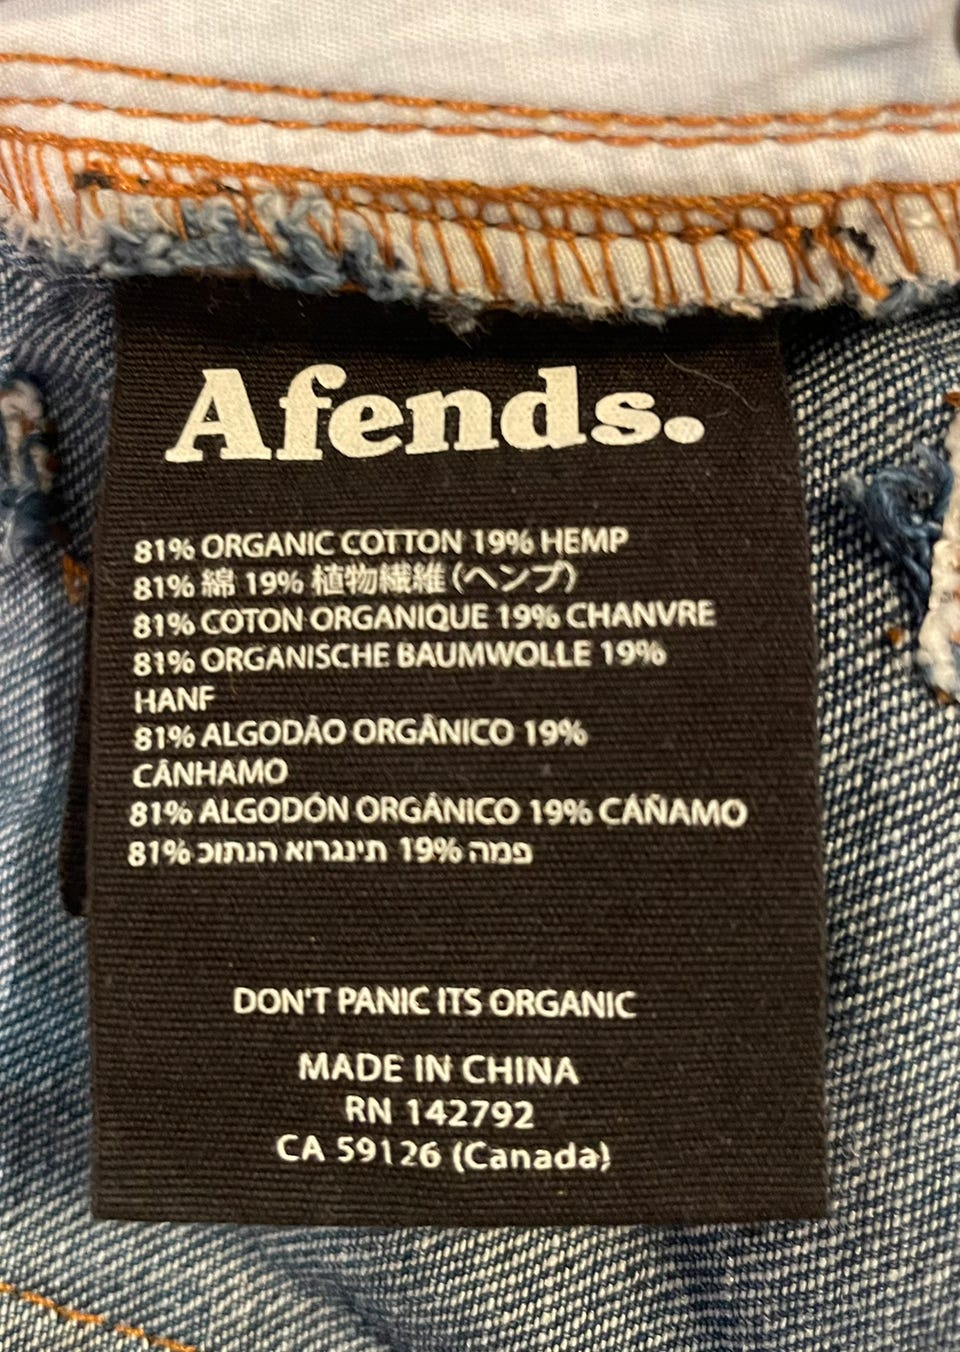 Afends.
81% ORGANIC COTTON 19% HEMP
81% 綿 19% 植物繊維(ヘンプ)
81% COTON ORGANIQUE 19% CHANVRE
81% ORGANISCHE BAUMWOLLE 19%
HANF
81% ALGODÃO ORGÂNICO 19%
CÂNHAMO
81% ALGODÓN ORGÁNICO 19% CÁÑAMO
81% תינגרוא הנתוכ 19% פמה
DON'T PANIC ITS ORGANIC
MADE IN CHINA
RN 142792
CA 59126 (Canada)